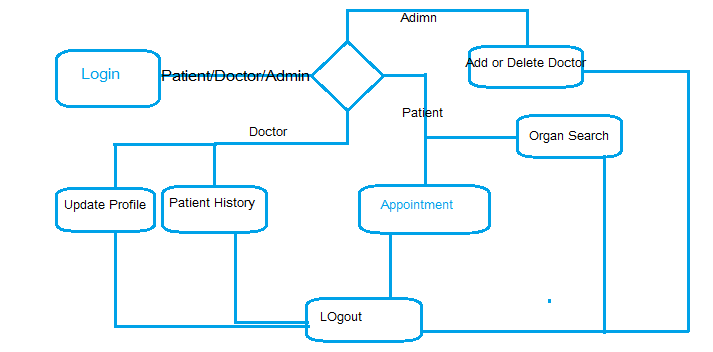 Adimn
Login
Patient/Doctor/Admin
Add or Delete Doctor
Patient
Doctor
Organ Search
Update Profile
Patient History
Appointment
LOgout